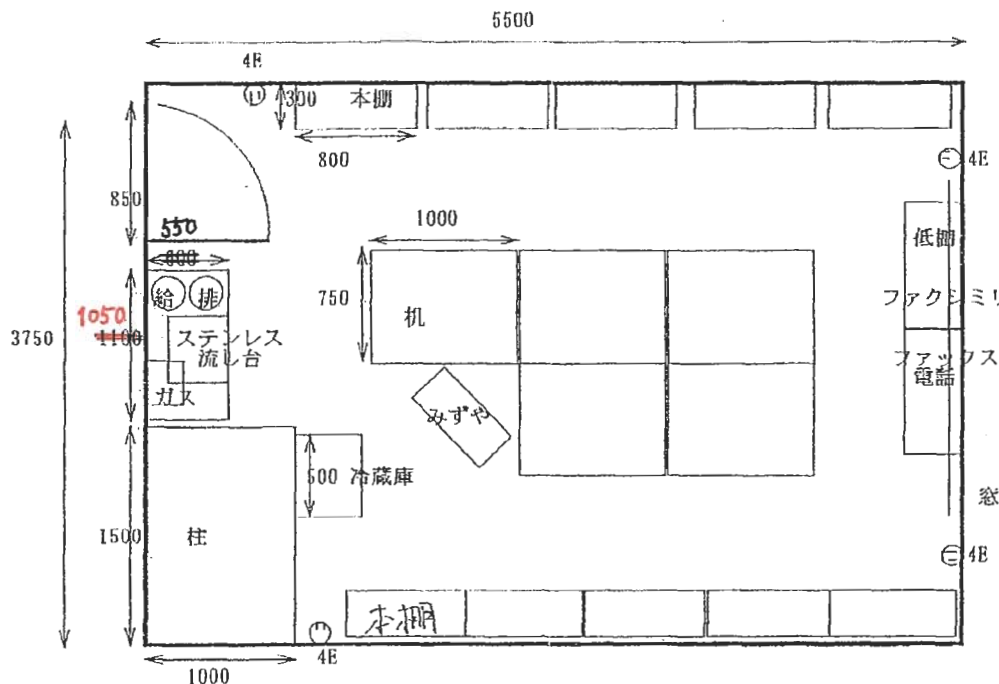 5500
4E
300 本棚
800
4E
850
550
600
1000
低棚
750
机
ファクシミリ
給 排
1050
3750
1100
ステンレス
流し台
ファックス
電話
ガス
みずや
500 冷蔵庫
窓
1500
柱
4E
本棚
4E
1000